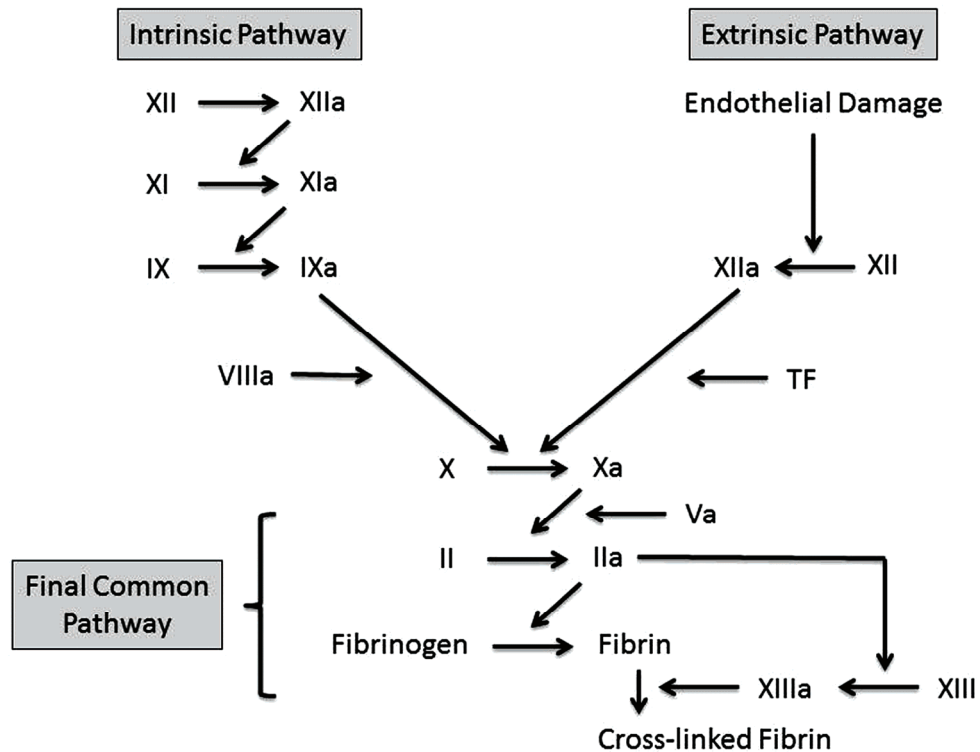 Intrinsic Pathway
Extrinsic Pathway
XII XIIa
Endothelial Damage
XI XIa
IX IXa
XIIa XII
VIIIa
TF
X Xa
Va
II IIa
Final Common
Pathway
Fibrinogen Fibrin
XIIIa XIII
Cross-linked Fibrin